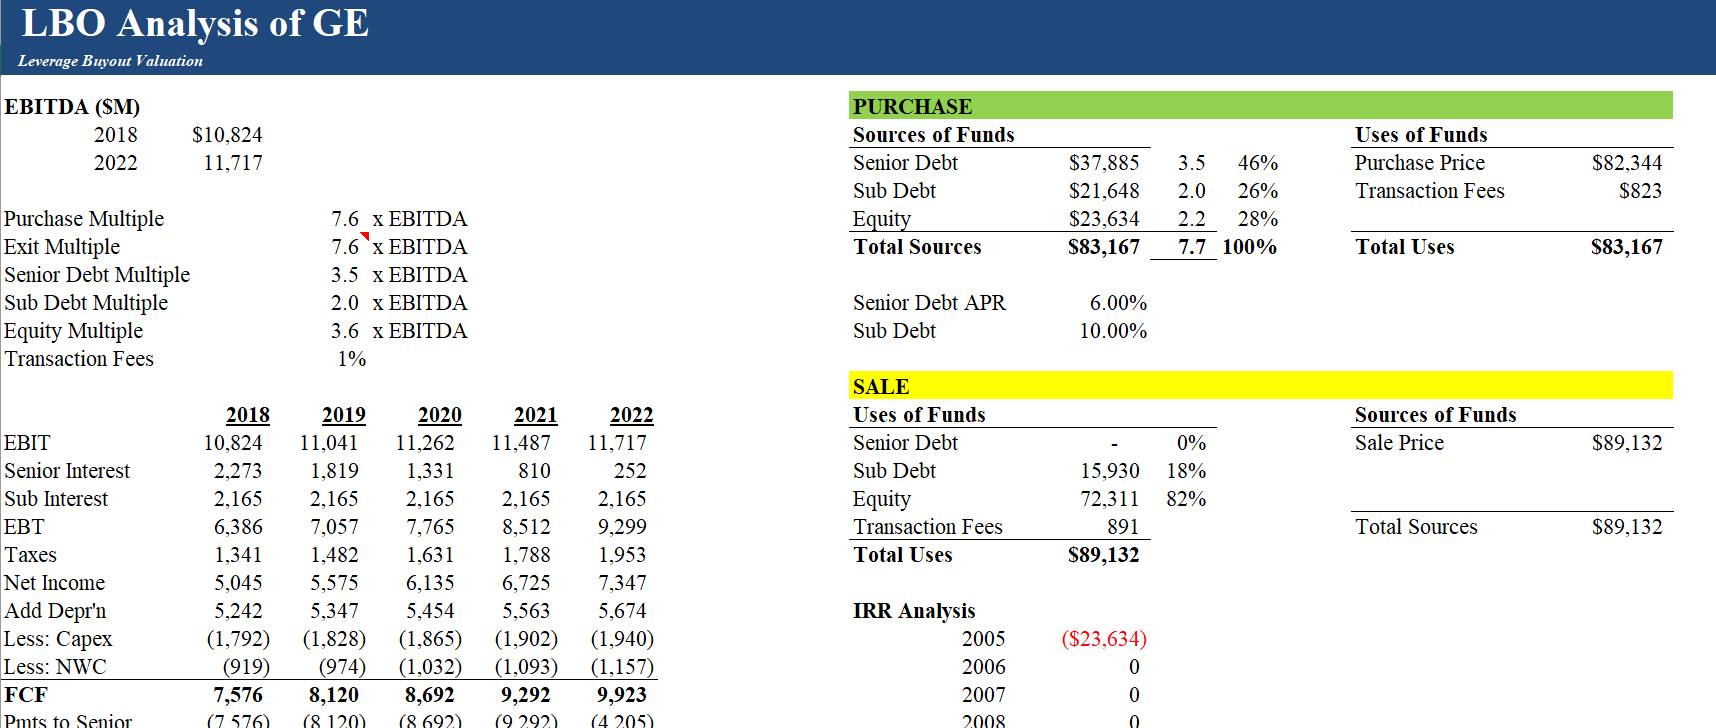 LBO Analysis of GE
Leverage Buyout Valuation
EBITDA ($M)
2018 $10,824
2022 11,717
Purchase Multiple 7.6 x EBITDA
Exit Multiple 7.6 x EBITDA
Senior Debt Multiple 3.5 x EBITDA
Sub Debt Multiple 2.0 x EBITDA
Equity Multiple 3.6 x EBITDA
Transaction Fees 1%
2018 2019 2020 2021 2022
EBIT 10,824 11,041 11,262 11,487 11,717
Senior Interest 2,273 1,819 1,331 810 252
Sub Interest 2,165 2,165 2,165 2,165 2,165
EBT 6,386 7,057 7,765 8,512 9,299
Taxes 1,341 1,482 1,631 1,788 1,953
Net Income 5,045 5,575 6,135 6,725 7,347
Add Depr'n 5,242 5,347 5,454 5,563 5,674
Less: Capex (1,792) (1,828) (1,865) (1,902) (1,940)
Less: NWC (919) (974) (1,032) (1,093) (1,157)
FCF 7,576 8,120 8,692 9,292 9,923
Pmts to Senior (7,576) (8,120) (8,692) (9,292) (4,205)
PURCHASE
Sources of Funds
Senior Debt $37,885 3.5 46%
Sub Debt $21,648 2.0 26%
Equity $23,634 2.2 28%
Total Sources $83,167 7.7 100%
Senior Debt APR 6.00%
Sub Debt 10.00%
Uses of Funds
Purchase Price $82,344
Transaction Fees $823
Total Uses $83,167
SALE
Uses of Funds
Senior Debt - 0%
Sub Debt 15,930 18%
Equity 72,311 82%
Transaction Fees 891
Total Uses $89,132
Sources of Funds
Sale Price $89,132
Total Sources $89,132
IRR Analysis
2005 ($23,634)
2006 0
2007 0
2008 0